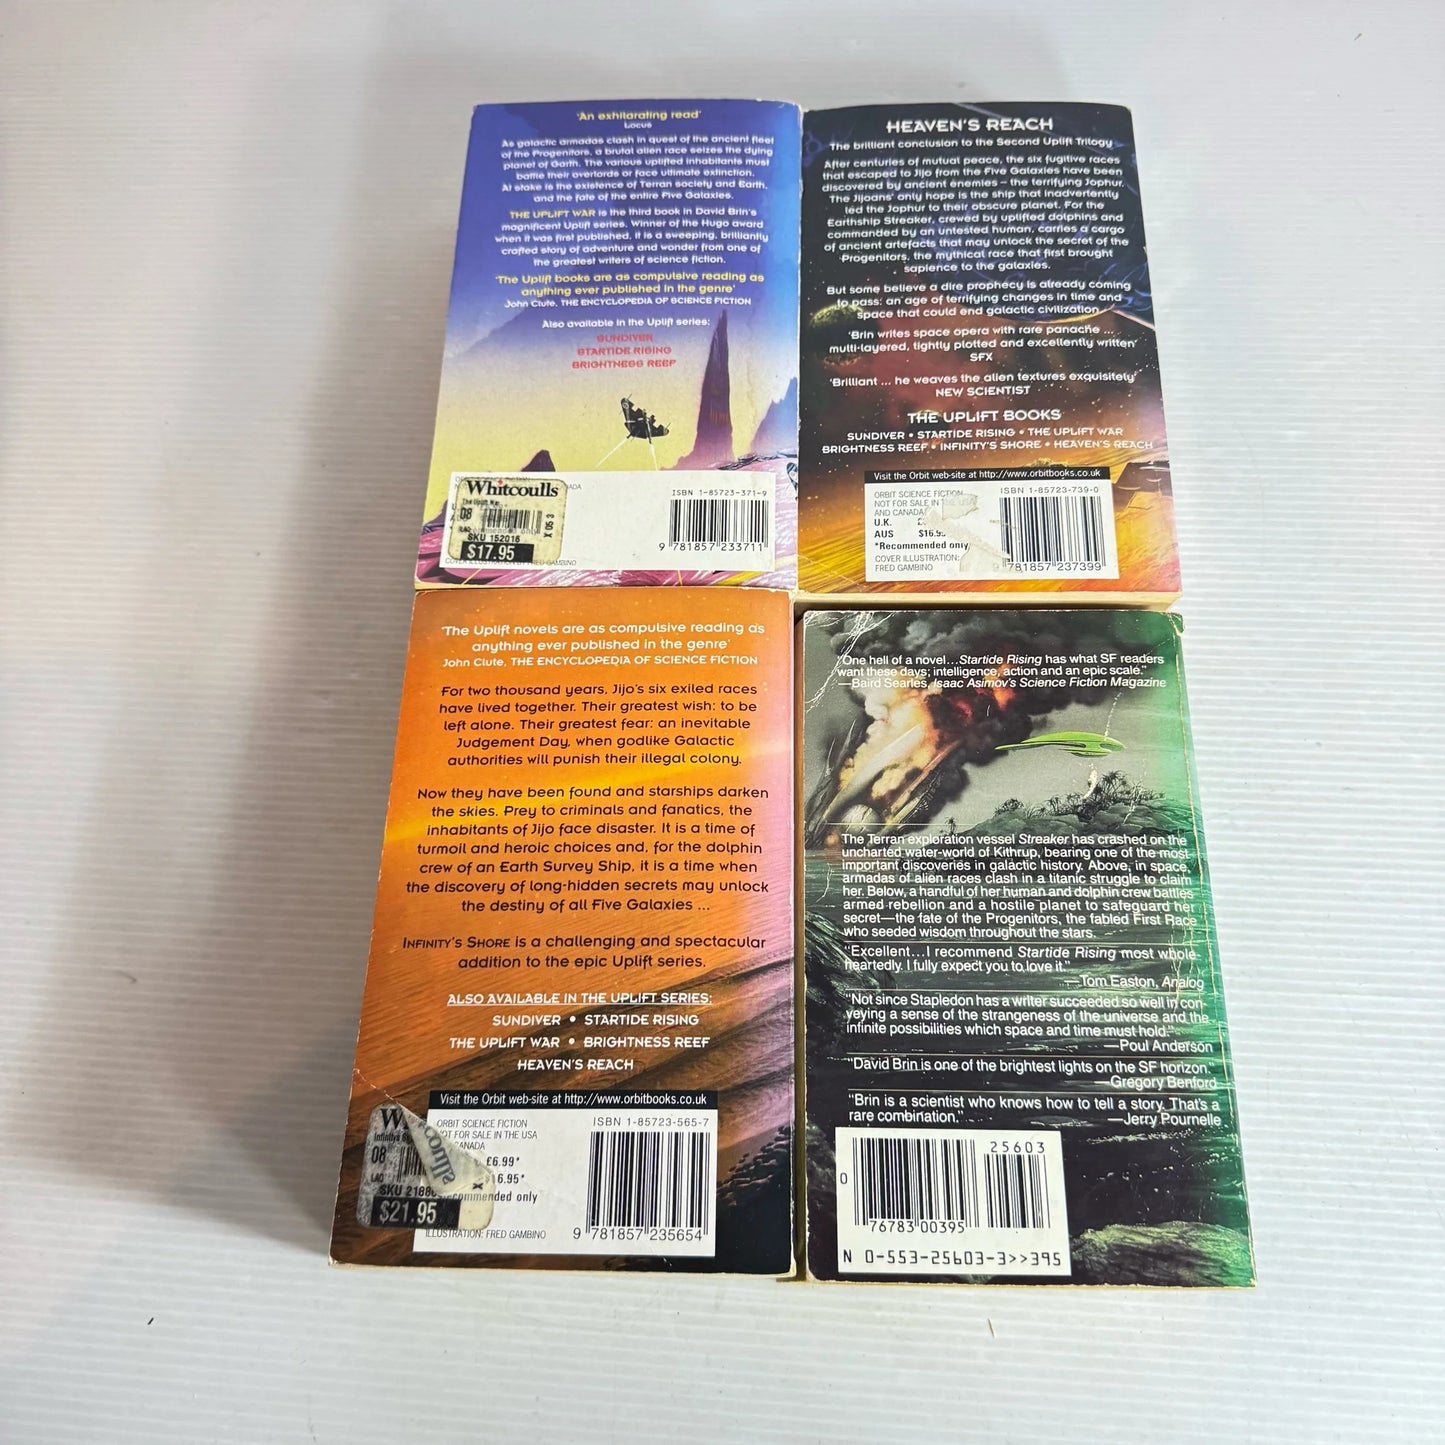 'An exhilarating read'
Locus
As galactic armadas clash in quest of the ancient fleet
of the Progenitors, a brutal alien race seizes the dying
planet of Garth. The various uplifted inhabitants must
battle their overlords or face ultimate extinction.
At stake is the existence of Terran society and Earth,
and the fate of the entire Five Galaxies.
THE UPLIFT WAR is the third book in David Brin's
magnificent Uplift series. Winner of the Hugo award
when it was first published, it is a sweeping, brilliantly
crafted story of adventure and wonder from one of
the greatest writers of science fiction.
'The Uplift books are as compulsive reading as
anything ever published in the genre'
John Clute, THE ENCYCLOPEDIA OF SCIENCE FICTION
Also available in the Uplift series:
SUNDIVER
STARTIDE RISING
BRIGHTNESS REEF
Whitcoulls
The Uplift War
08
X 05 3
SKU 152016
$17.95
COVER ILLUSTRATION BY FRED GAMBINO
ISBN 1-85723-371-9
9 781857 233711
HEAVEN'S REACH
The brilliant conclusion to the Second Uplift Trilogy
After centuries of mutual peace, the six fugitive races
that escaped to Jijo from the Five Galaxies have been
discovered by ancient enemies – the terrifying Jophur.
The Jijoans' only hope is the ship that inadvertently
led the Jophur to their obscure planet. For the
Earthship Streaker, crewed by uplifted dolphins and
commanded by an untested human, carries a cargo
of ancient artefacts that may unlock the secret of the
Progenitors, the mythical race that first brought
sapience to the galaxies.
But some believe a dire prophecy is already coming
to pass: an age of terrifying changes in time and
space that could end galactic civilization
'Brin writes space opera with rare panache ...
multi-layered, tightly plotted and excellently written'
SFX
'Brilliant ... he weaves the alien textures exquisitely'
NEW SCIENTIST
THE UPLIFT BOOKS
SUNDIVER • STARTIDE RISING • THE UPLIFT WAR
BRIGHTNESS REEF • INFINITY'S SHORE • HEAVEN'S REACH
Visit the Orbit web-site at http://www.orbitbooks.co.uk
ORBIT SCIENCE FICTION
NOT FOR SALE IN THE USA
AND CANADA
U.K.
AUS $16.95
*Recommended only
COVER ILLUSTRATION:
FRED GAMBINO
ISBN 1-85723-739-0
9 781857 237399
'The Uplift novels are as compulsive reading as
anything ever published in the genre'
John Clute, THE ENCYCLOPEDIA OF SCIENCE FICTION
For two thousand years, Jijo's six exiled races
have lived together. Their greatest wish: to be
left alone. Their greatest fear: an inevitable
Judgement Day, when godlike Galactic
authorities will punish their illegal colony.
Now they have been found and starships darken
the skies. Prey to criminals and fanatics, the
inhabitants of Jijo face disaster. It is a time of
turmoil and heroic choices and, for the dolphin
crew of an Earth Survey Ship, it is a time when
the discovery of long-hidden secrets may unlock
the destiny of all Five Galaxies ...
INFINITY'S SHORE is a challenging and spectacular
addition to the epic Uplift series.
ALSO AVAILABLE IN THE UPLIFT SERIES:
SUNDIVER • STARTIDE RISING
THE UPLIFT WAR • BRIGHTNESS REEF
HEAVEN'S REACH
Visit the Orbit web-site at http://www.orbitbooks.co.uk
ORBIT SCIENCE FICTION
NOT FOR SALE IN THE USA
CANADA
£6.99*
6.95*
commended only
ILLUSTRATION: FRED GAMBINO
08
$21.95
ISBN 1-85723-565-7
9 781857 235654
"One hell of a novel...Startide Rising has what SF readers
want these days; intelligence, action and an epic scale."
—Baird Searles, Isaac Asimov's Science Fiction Magazine
The Terran exploration vessel Streaker has crashed on the
uncharted water-world of Kithrup, bearing one of the most
important discoveries in galactic history. Above, in space,
armadas of alien races clash in a titanic struggle to claim
her. Below, a handful of her human and dolphin crew battles
armed rebellion and a hostile planet to safeguard her
secret—the fate of the Progenitors, the fabled First Race
who seeded wisdom throughout the stars.
"Excellent...I recommend Startide Rising most whole-
heartedly. I fully expect you to love it."
—Tom Easton, Analog
"Not since Stapledon has a writer succeeded so well in con-
veying a sense of the strangeness of the universe and the
infinite possibilities which space and time must hold."
—Poul Anderson
"David Brin is one of the brightest lights on the SF horizon."
—Gregory Benford
"Brin is a scientist who knows how to tell a story. That's a
rare combination."
—Jerry Pournelle
25603
0
76783 00395
N 0-553-25603-3>>395